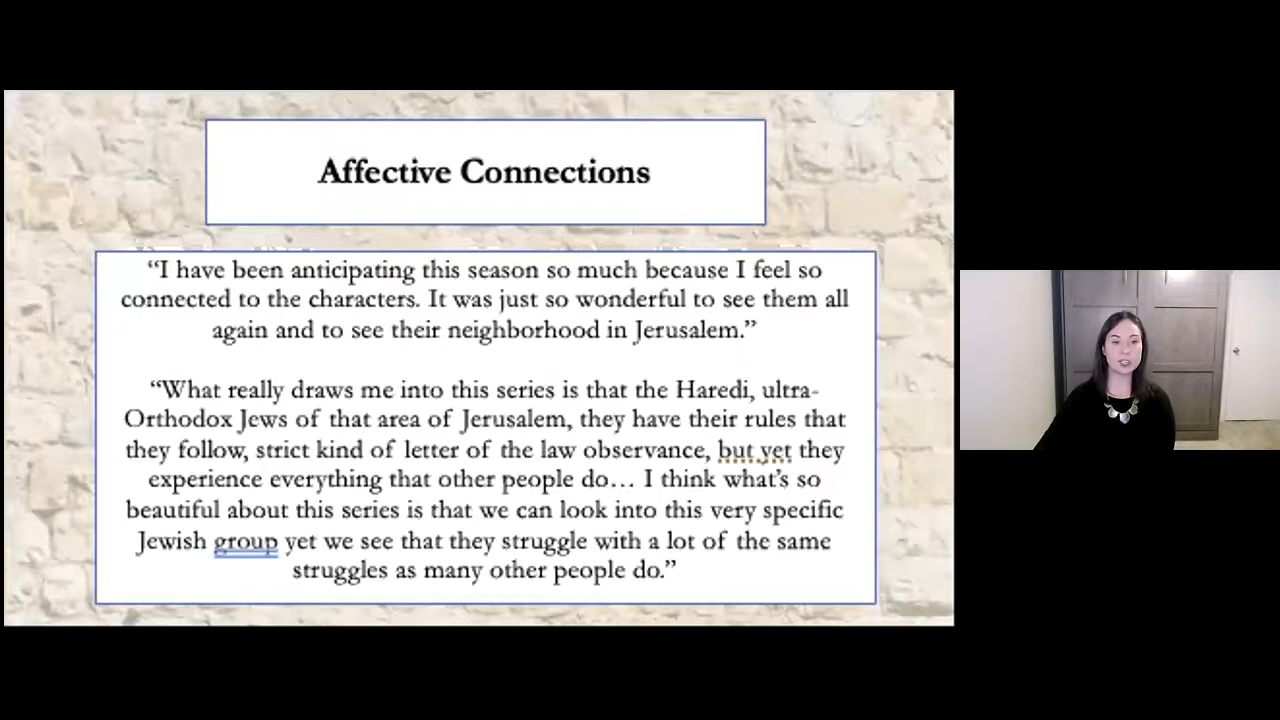 Affective Connections
“I have been anticipating this season so much because I feel so
connected to the characters. It was just so wonderful to see them all
again and to see their neighborhood in Jerusalem.”
“What really draws me into this series is that the Haredi, ultra-
Orthodox Jews of that area of Jerusalem, they have their rules that
they follow, strict kind of letter of the law observance, but yet they
experience everything that other people do… I think what’s so
beautiful about this series is that we can look into this very specific
Jewish group yet we see that they struggle with a lot of the same
struggles as many other people do.”